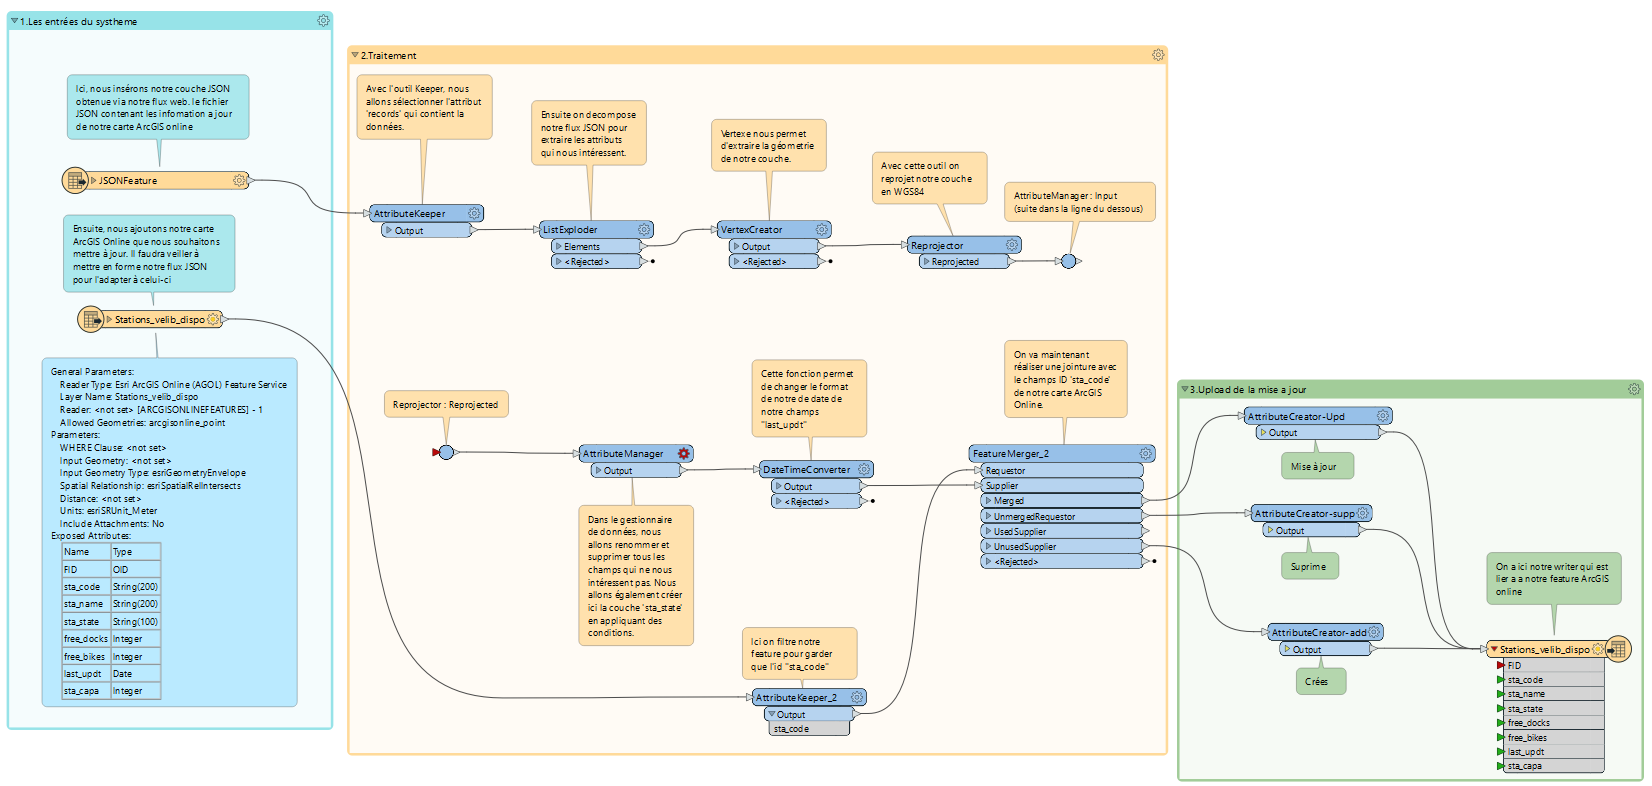 1.Les entrées du systheme
Ici, nous insérons notre couche JSON
obtenue via notre flux web. le fichier
JSON contenant les infomation a jour
de notre carte ArcGIS online
JSONFeature
Ensuite, nous ajoutons notre carte
ArcGIS Online que nous souhaitons
mettre à jour. Il faudra veiller à
mettre en forme notre flux JSON
pour l'adapter à celui-ci
Stations_velib_dispo
General Parameters:
Reader Type: Esri ArcGIS Online (AGOL) Feature Service
Layer Name: Stations_velib_dispo
Reader: <not set> [ARCGISONLINEFEATURES] - 1
Allowed Geometries: arcgisonline_point
Parameters:
WHERE Clause: <not set>
Input Geometry: <not set>
Input Geometry Type: esriGeometryEnvelope
Spatial Relationship: esriSpatialRelIntersects
Distance: <not set>
Units: esriSRUnit_Meter
Include Attachments: No
Exposed Attributes:
Name Type
FID OID
sta_code String(200)
sta_name String(200)
sta_state String(100)
free_docks Integer
free_bikes Integer
last_updt Date
sta_capa Integer
2.Traitement
Avec l'outil Keeper, nous
allons sélectionner l'attribut
'records' qui contient la
données.
AttributeKeeper
Output
Ensuite on decompose
notre flux JSON pour
extraire les attributs
qui nous intéressent.
ListExploder
Elements
<Rejected>
Vertexe nous permet
d'extraire la géometrie
de notre couche.
VertexCreator
Output
<Rejected>
Avec cette outil on
reprojet notre couche
en WGS84
Reprojector
Reprojected
AttributeManager : Input
(suite dans la ligne du dessous)
Reprojector : Reprojected
AttributeManager
Output
Dans le gestionnaire
de données, nous
allons renommer et
supprimer tous les
champs qui ne nous
intéressent pas. Nous
allons également créer
ici la couche 'sta_state'
en appliquant des
conditions.
Cette fonction permet
de changer le format
de notre de date de
notre champs
"last_updt"
DateTimeConverter
Output
<Rejected>
Ici on filtre notre
feature pour garder
que l'id "sta_code"
AttributeKeeper_2
Output
sta_code
On va maintenant
réaliser une jointure avec
le champs ID 'sta_code'
de notre carte ArcGIS
Online.
FeatureMerger_2
Requestor
Supplier
Merged
UnmergedRequestor
UsedSupplier
UnusedSupplier
<Rejected>
3.Upload de la mise a jour
AttributeCreator-Upd
Output
Mise à jour
AttributeCreator-supp
Output
Suprime
AttributeCreator-add
Output
Crées
On a ici notre writer qui est
lier a a notre feature ArcGIS
online
Stations_velib_dispo
FID
sta_code
sta_name
sta_state
free_docks
free_bikes
last_updt
sta_capa